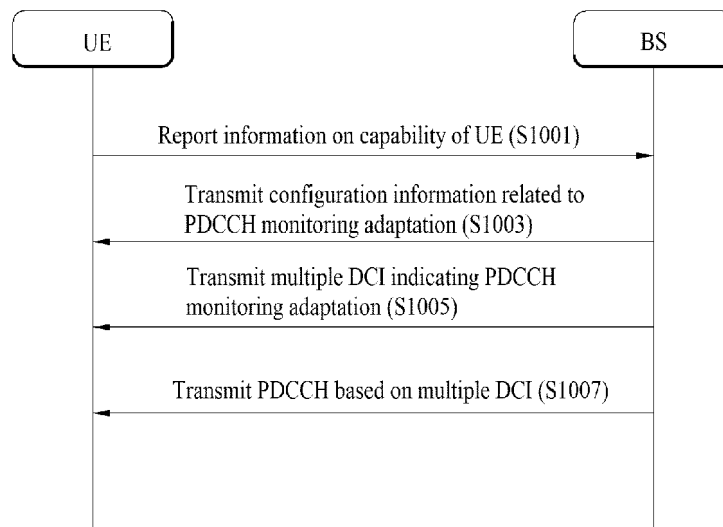 UE
BS
Report information on capability of UE (S1001)
Transmit configuration information related to
PDCCH monitoring adaptation (S1003)
Transmit multiple DCI indicating PDCCH
monitoring adaptation (S1005)
Transmit PDCCH based on multiple DCI (S1007)